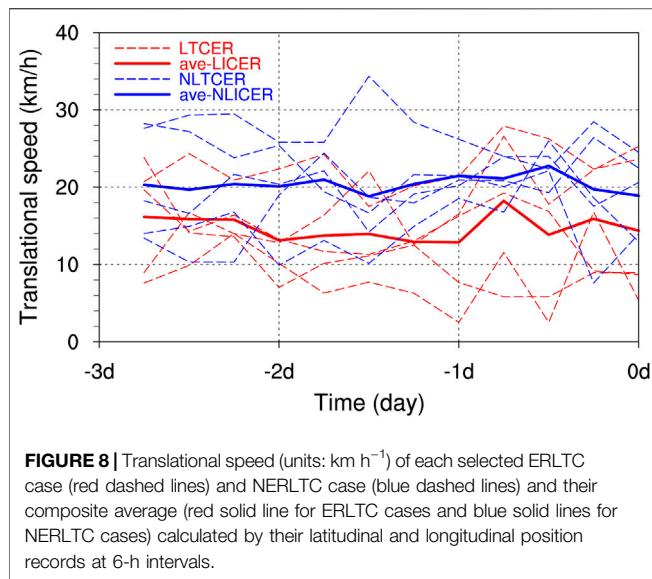 40
30
20
10
0
Translational speed (km/h)
LTCER
ave-LICER
NLTCER
ave-NLICER
-3d
-2d
-1d
0d
Time (day)
FIGURE 8 | Translational speed (units: km h⁻¹) of each selected ERLTC
case (red dashed lines) and NERLTC case (blue dashed lines) and their
composite average (red solid line for ERLTC cases and blue solid lines for
NERLTC cases) calculated by their latitudinal and longitudinal position
records at 6-h intervals.